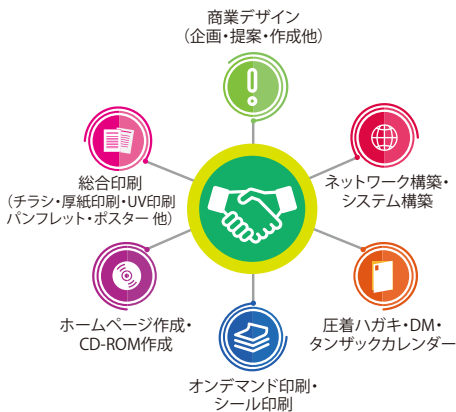 商業デザイン
（企画・提案・作成他）
総合印刷
（チラシ・厚紙印刷・UV印刷
パンフレット・ポスター 他）
ネットワーク構築・
システム構築
ホームページ作成・
CD-ROM作成
圧着ハガキ・DM・
タンザックカレンダー
オンデマンド印刷・
シール印刷